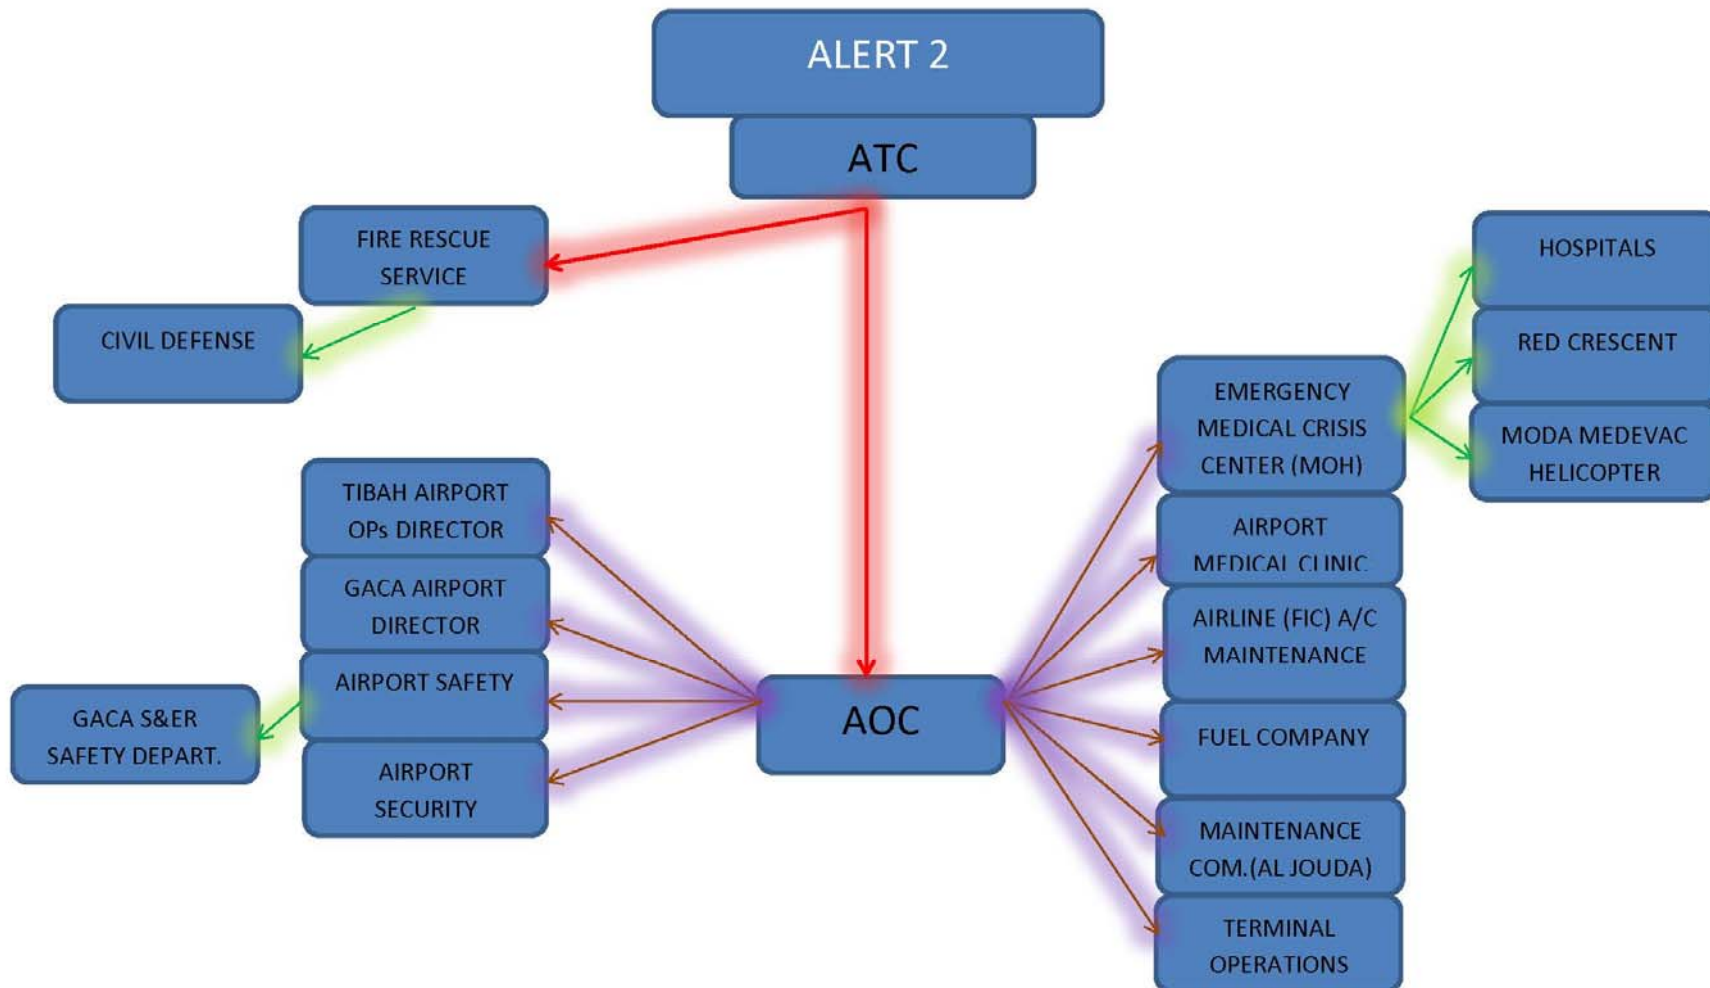 ALERT 2
ATC
FIRE RESCUE
SERVICE
CIVIL DEFENSE
HOSPITALS
RED CRESCENT
MODA MEDEVAC
HELICOPTER
EMERGENCY
MEDICAL CRISIS
CENTER (MOH)
AIRPORT
MEDICAL CLINIC
AIRLINE (FIC) A/C
MAINTENANCE
FUEL COMPANY
MAINTENANCE
COM.(AL JOUDA)
TERMINAL
OPERATIONS
TIBAH AIRPORT
OPs DIRECTOR
GACA AIRPORT
DIRECTOR
AIRPORT SAFETY
AIRPORT
SECURITY
GACA S&ER
SAFETY DEPART.
AOC